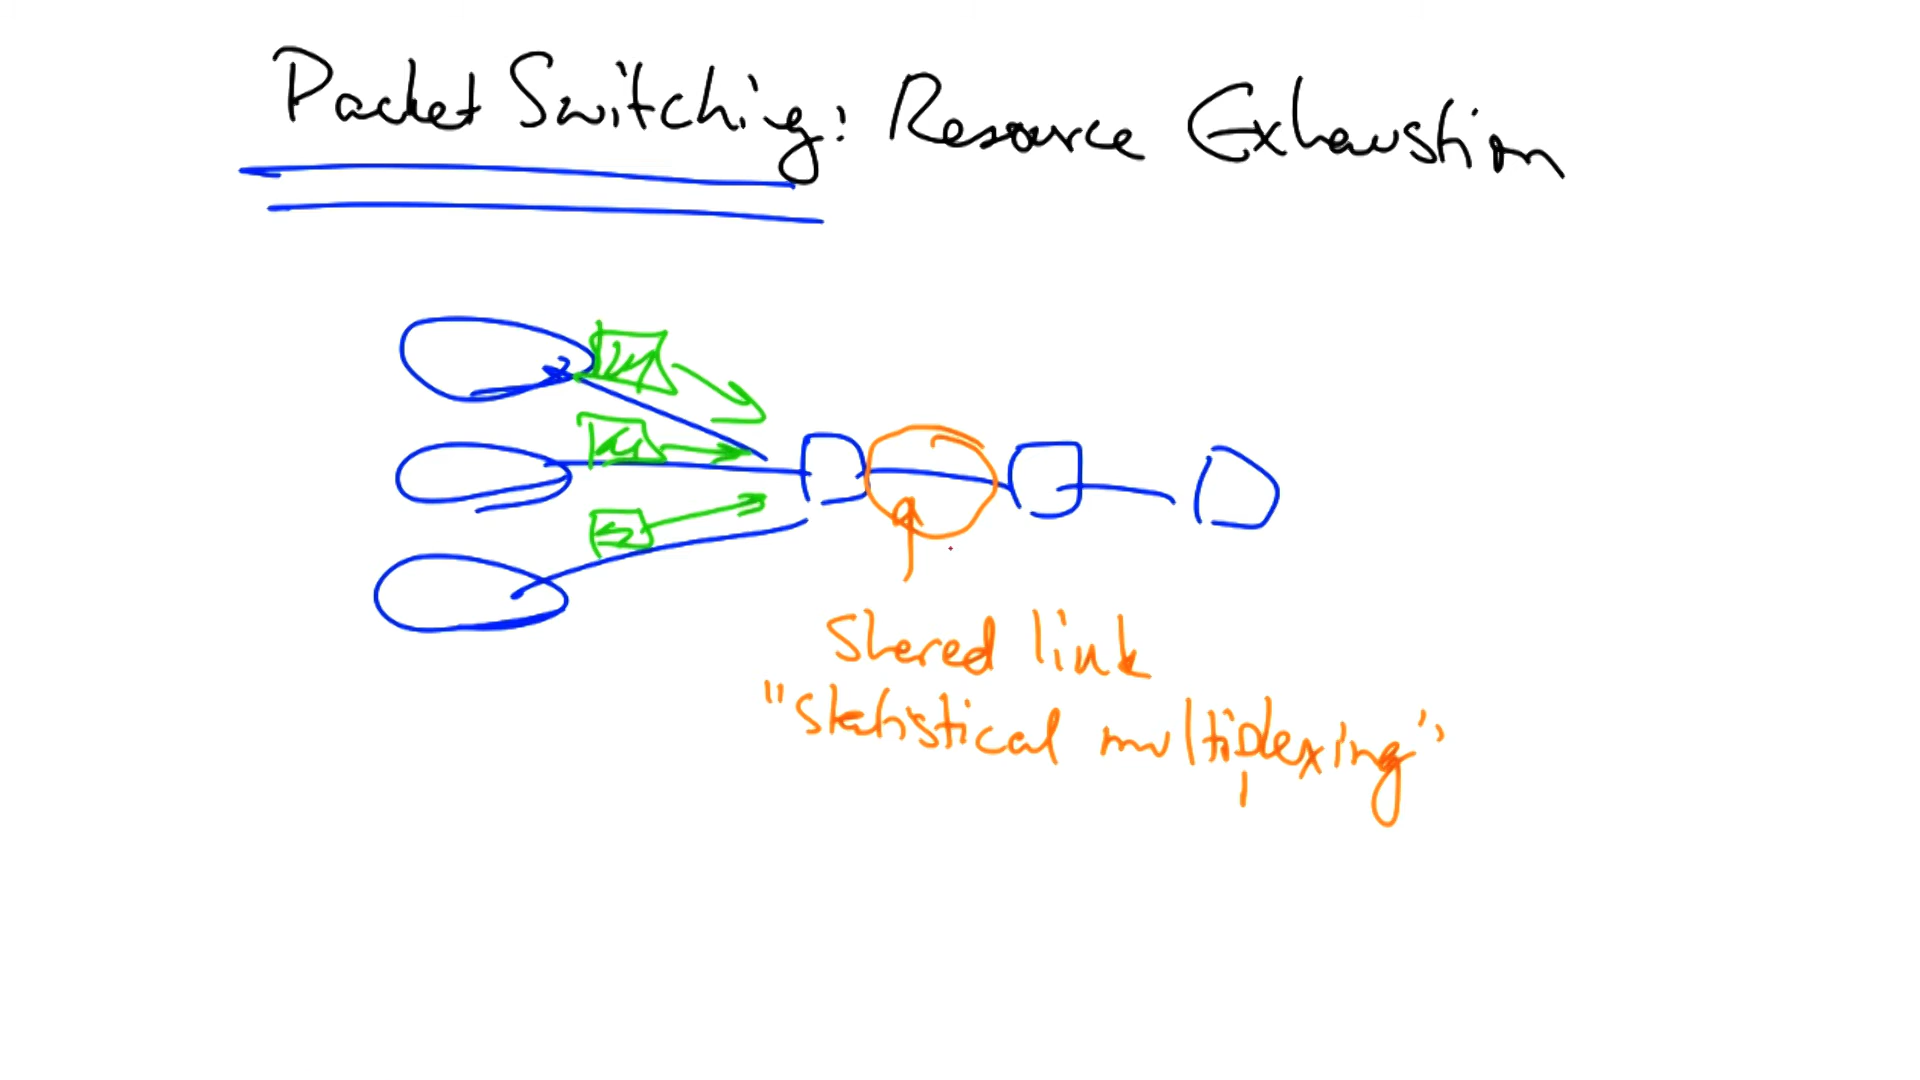 Packet Switching: Resource Exhaustion
Shared link
"statistical multiplexing"